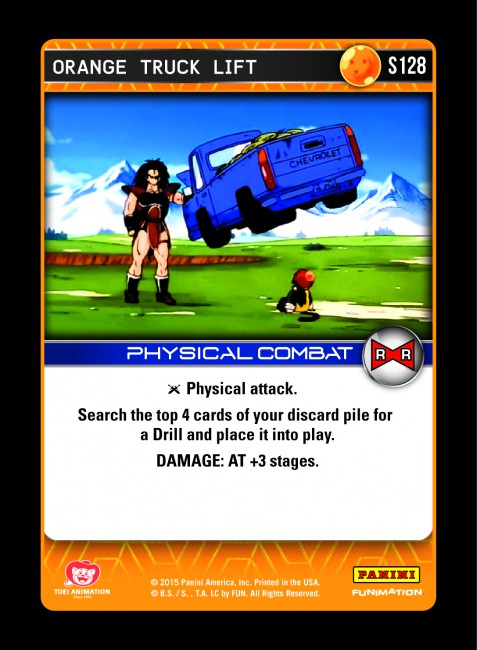 ORANGE TRUCK LIFT
S128
CHEVROLET
PHYSICAL COMBAT
R R
Physical attack.
Search the top 4 cards of your discard pile for
a Drill and place it into play.
DAMAGE: AT +3 stages.
TOEI ANIMATION
© 2015 Panini America, Inc. Printed in the USA.
© B.S. / S. , T.A. LC by FUN. All Rights Reserved.
PANINI
FUNIMATION